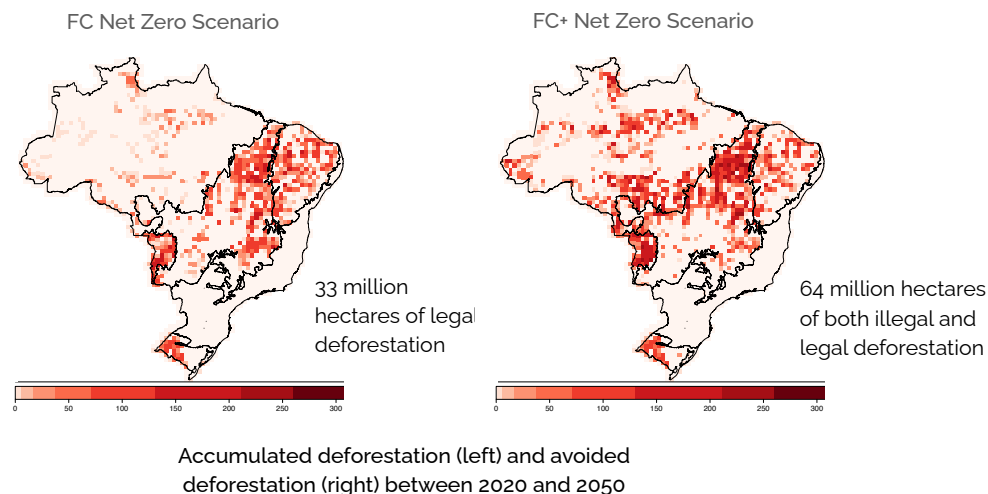 FC Net Zero Scenario
FC+ Net Zero Scenario
33 million
hectares of legal
deforestation
64 million hectares
of both illegal and
legal deforestation
0 50 100 150 200 250 300
0 50 100 150 200 250 300
Accumulated deforestation (left) and avoided
deforestation (right) between 2020 and 2050